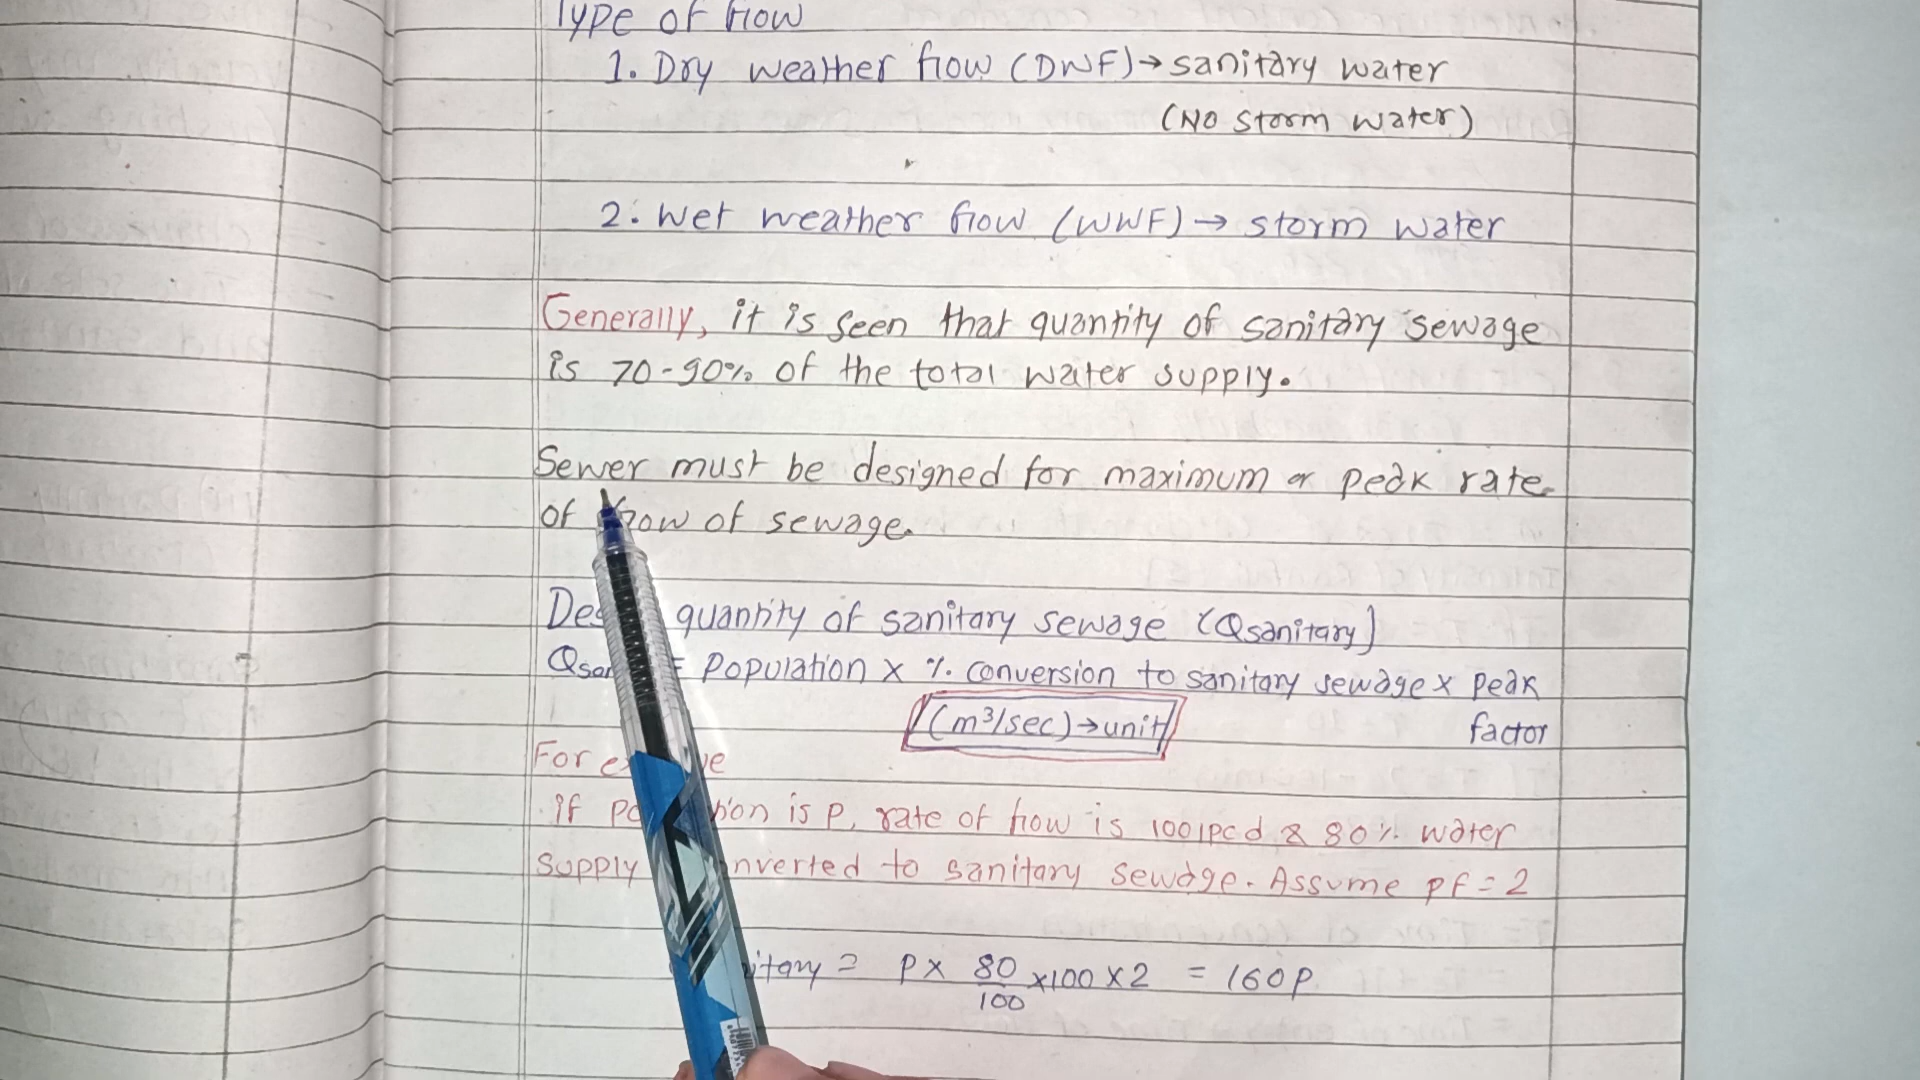 Type of flow
1. Dry weather flow (DWF)→sanitary water
(NO storm water)
2. Wet weather flow (WWF)→ storm water
Generally, it is seen that quantity of sanitary sewage
is 70-90% of the total water supply.
Sewer must be designed for maximum or peak rate
of flow of sewage.
quantity of sanitary sewage (Qsanitary)
= Population x % conversion to sanitary sewage x peak
(m³/sec)→unit
factor
For
if is P, rate of flow is 100lpcd & 80% water
supply to sanitary sewage. Assume pf=2
= P x 80/100 x100 x 2 = 160P